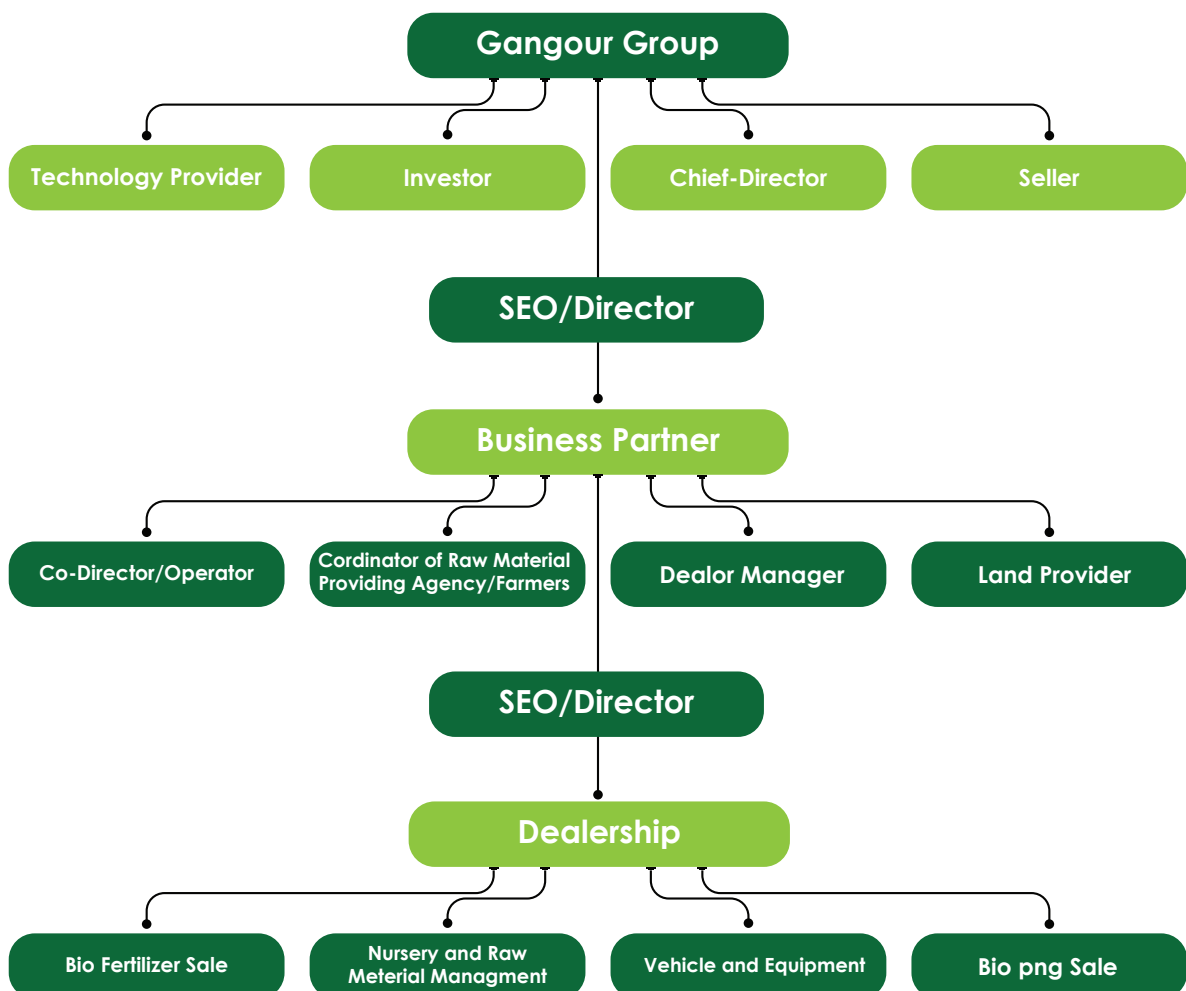 Gangour Group
Technology Provider
Investor
Chief-Director
Seller
SEO/Director
Business Partner
Co-Director/Operator
Cordinator of Raw Material
Providing Agency/Farmers
Dealor Manager
Land Provider
SEO/Director
Dealership
Bio Fertilizer Sale
Nursery and Raw
Meterial Managment
Vehicle and Equipment
Bio png Sale